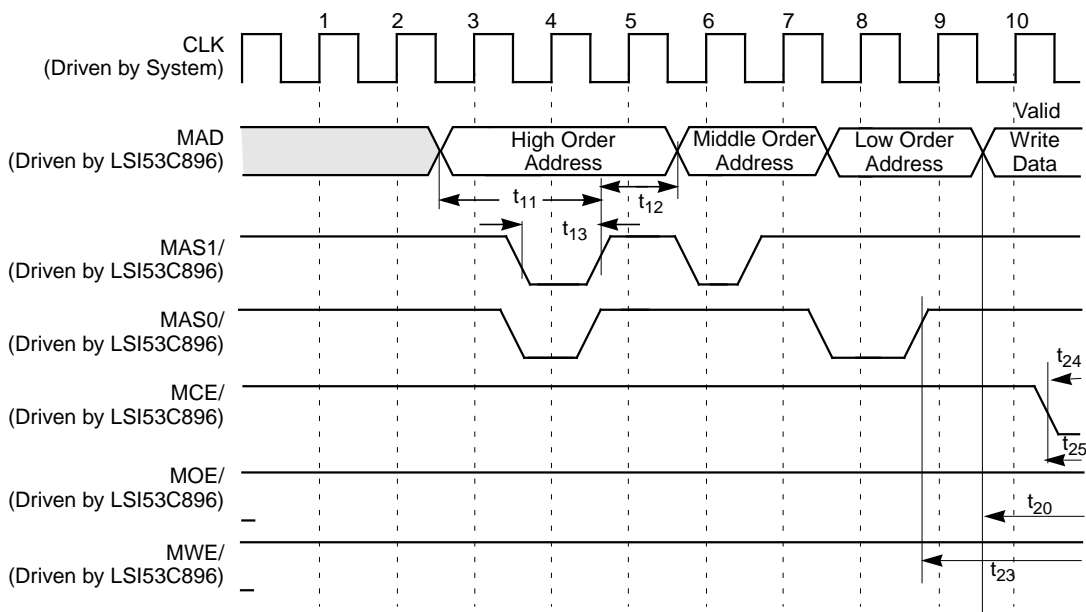 1 2 3 4 5 6 7 8 9 10
CLK
(Driven by System)
Valid
MAD
(Driven by LSI53C896)
High Order
Address
Middle Order
Address
Low Order
Address
Write
Data
t11
t12
t13
MAS1/
(Driven by LSI53C896)
MAS0/
(Driven by LSI53C896)
t24
MCE/
(Driven by LSI53C896)
t25
MOE/
(Driven by LSI53C896)
t20
MWE/
(Driven by LSI53C896)
t23